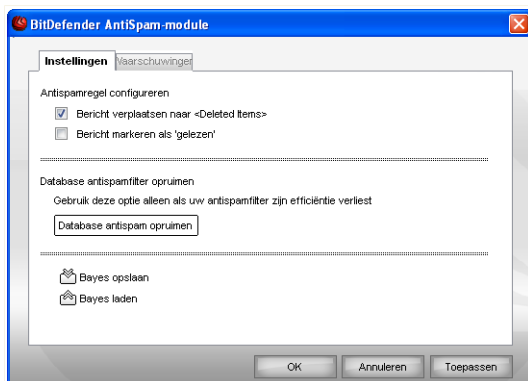 BitDefender AntiSpam-module
Instellingen Waarschuwingen
Antispamregel configureren
Bericht verplaatsen naar <Deleted Items>
Bericht markeren als 'gelezen'
Database antispamfilter opruimen
Gebruik deze optie alleen als uw antispamfilter zijn efficiëntie verliest
Database antispam opruimen
Bayes opslaan
Bayes laden
OK Annuleren Toepassen